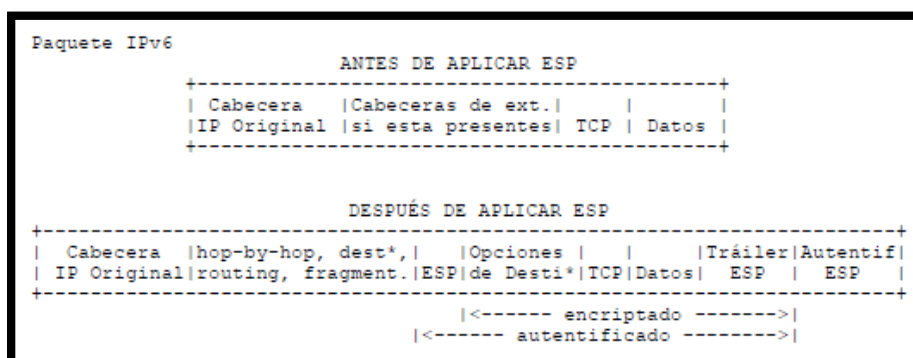 Paquete IPv6
ANTES DE APLICAR ESP
+--------------------------------------------+
| Cabecera |Cabeceras de ext.| | |
|IP Original |si esta presentes| TCP | Datos |
+--------------------------------------------+
DESPUÉS DE APLICAR ESP
+------------------------------------------------------------------------+
| Cabecera |hop-by-hop, dest*,| |Opciones | | |Tráiler|Autentif|
| IP Original|routing, fragment.|ESP|de Desti*|TCP|Datos| ESP | ESP |
+------------------------------------------------------------------------+
|<------ encriptado ------->|
|<------ autentificado -------->|